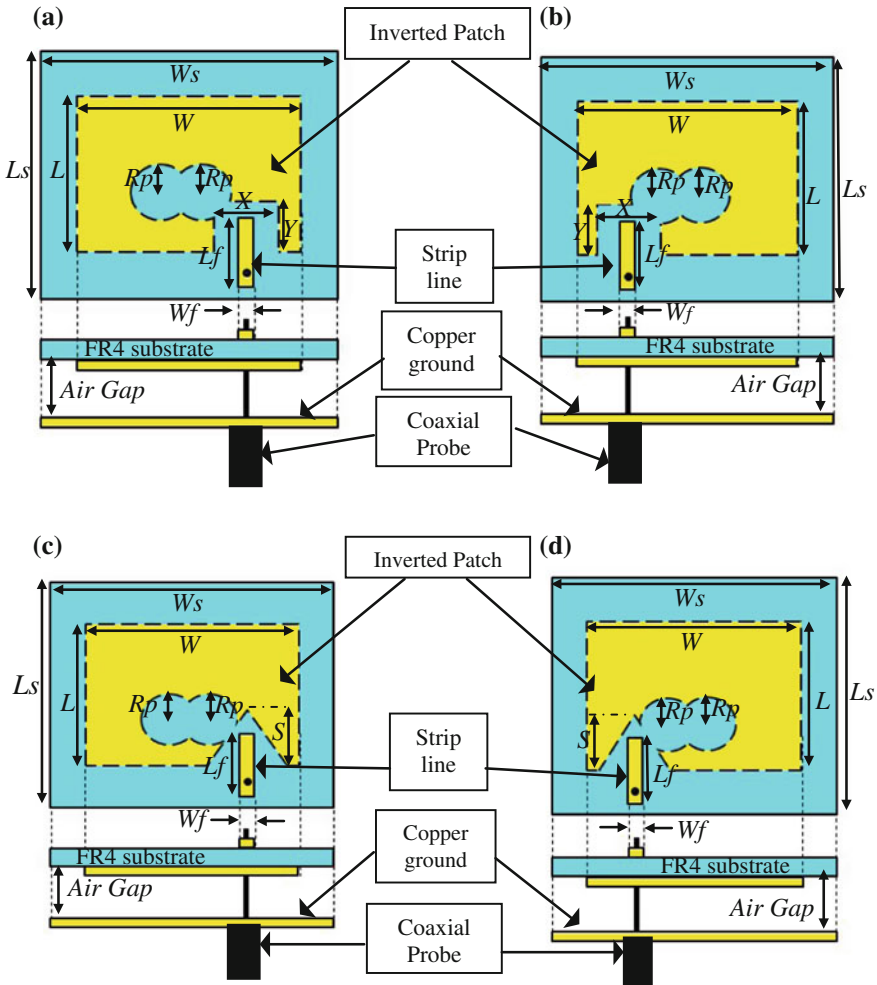 (a)
Inverted Patch
(b)
Ws
Ws
W
W
Ls
L
Rp
Rp
Rp
Rp
L
Ls
X
Y
X
Y
Lf
Strip
line
Lf
Wf
Wf
FR4 substrate
Copper
ground
FR4 substrate
Air Gap
Air Gap
Coaxial
Probe
(c)
Inverted Patch
(d)
Ws
Ws
W
W
Ls
L
Rp
Rp
Rp
Rp
L
Ls
S
S
Lf
Strip
line
Lf
Wf
Wf
FR4 substrate
Copper
ground
FR4 substrate
Air Gap
Air Gap
Coaxial
Probe